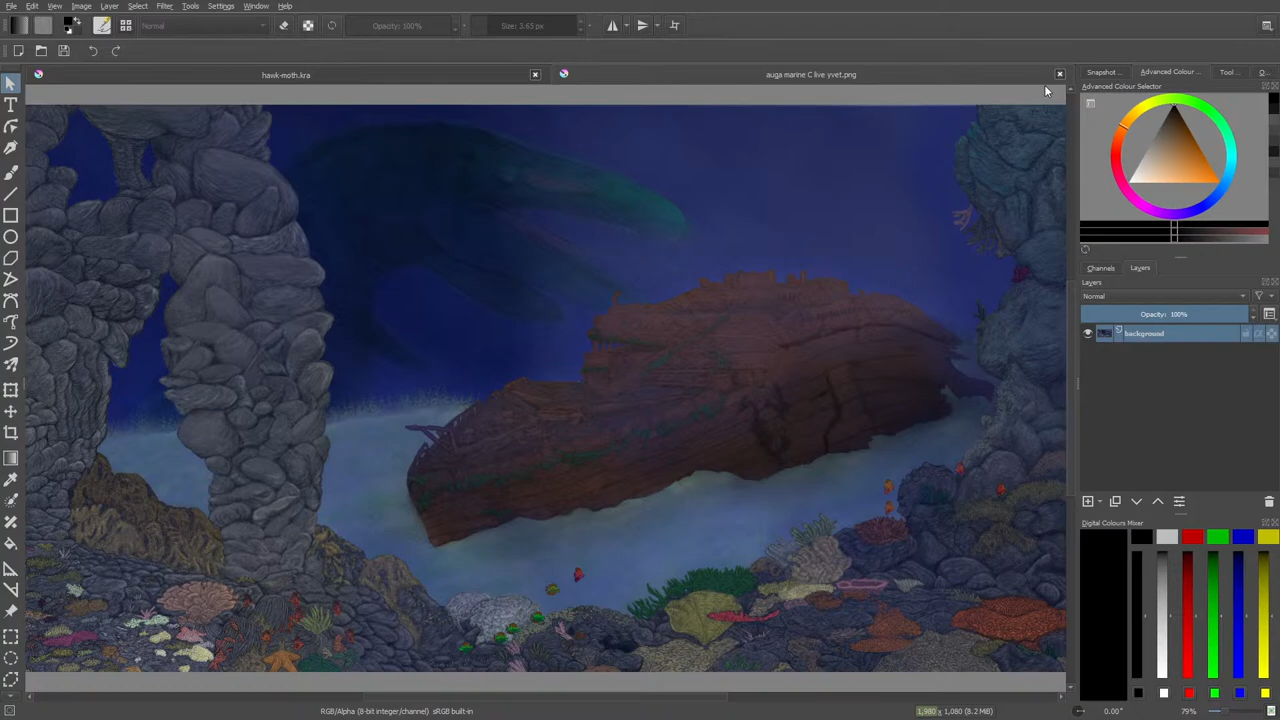 File Edit View Image Layer Select Filter Tools Settings Window Help
Normal Opacity: 100% Size: 3.65 px
hawk-moth.kra auga marine C live yvet.png
Snapshot ... Advanced Colour ... Tool ... O...
Advanced Colour Selector
Channels Layers
Layers
Normal
Opacity: 100%
background
Digital Colours Mixer
RGB/Alpha (8-bit integer/channel) sRGB built-in 1,980 x 1,080 (8.2 MiB) 0.00° 79%